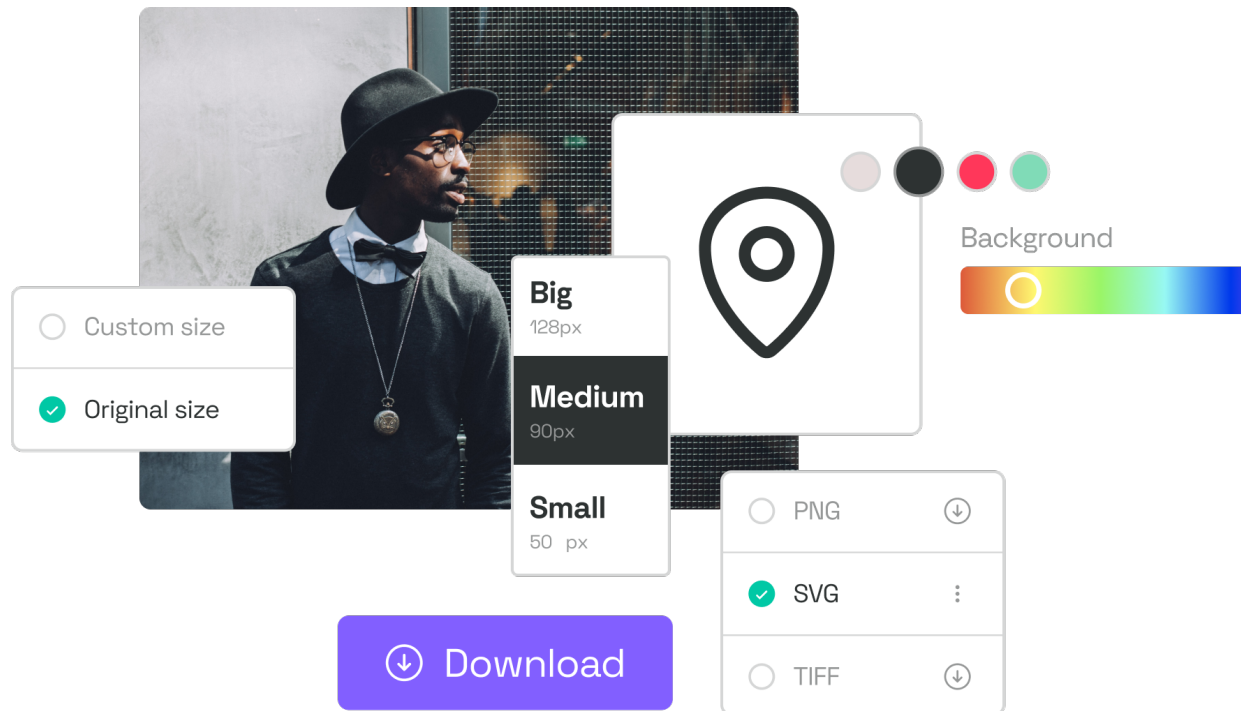 Background
Custom size
Original size
Big
128px
Medium
90px
Small
50 px
PNG
SVG
TIFF
Download